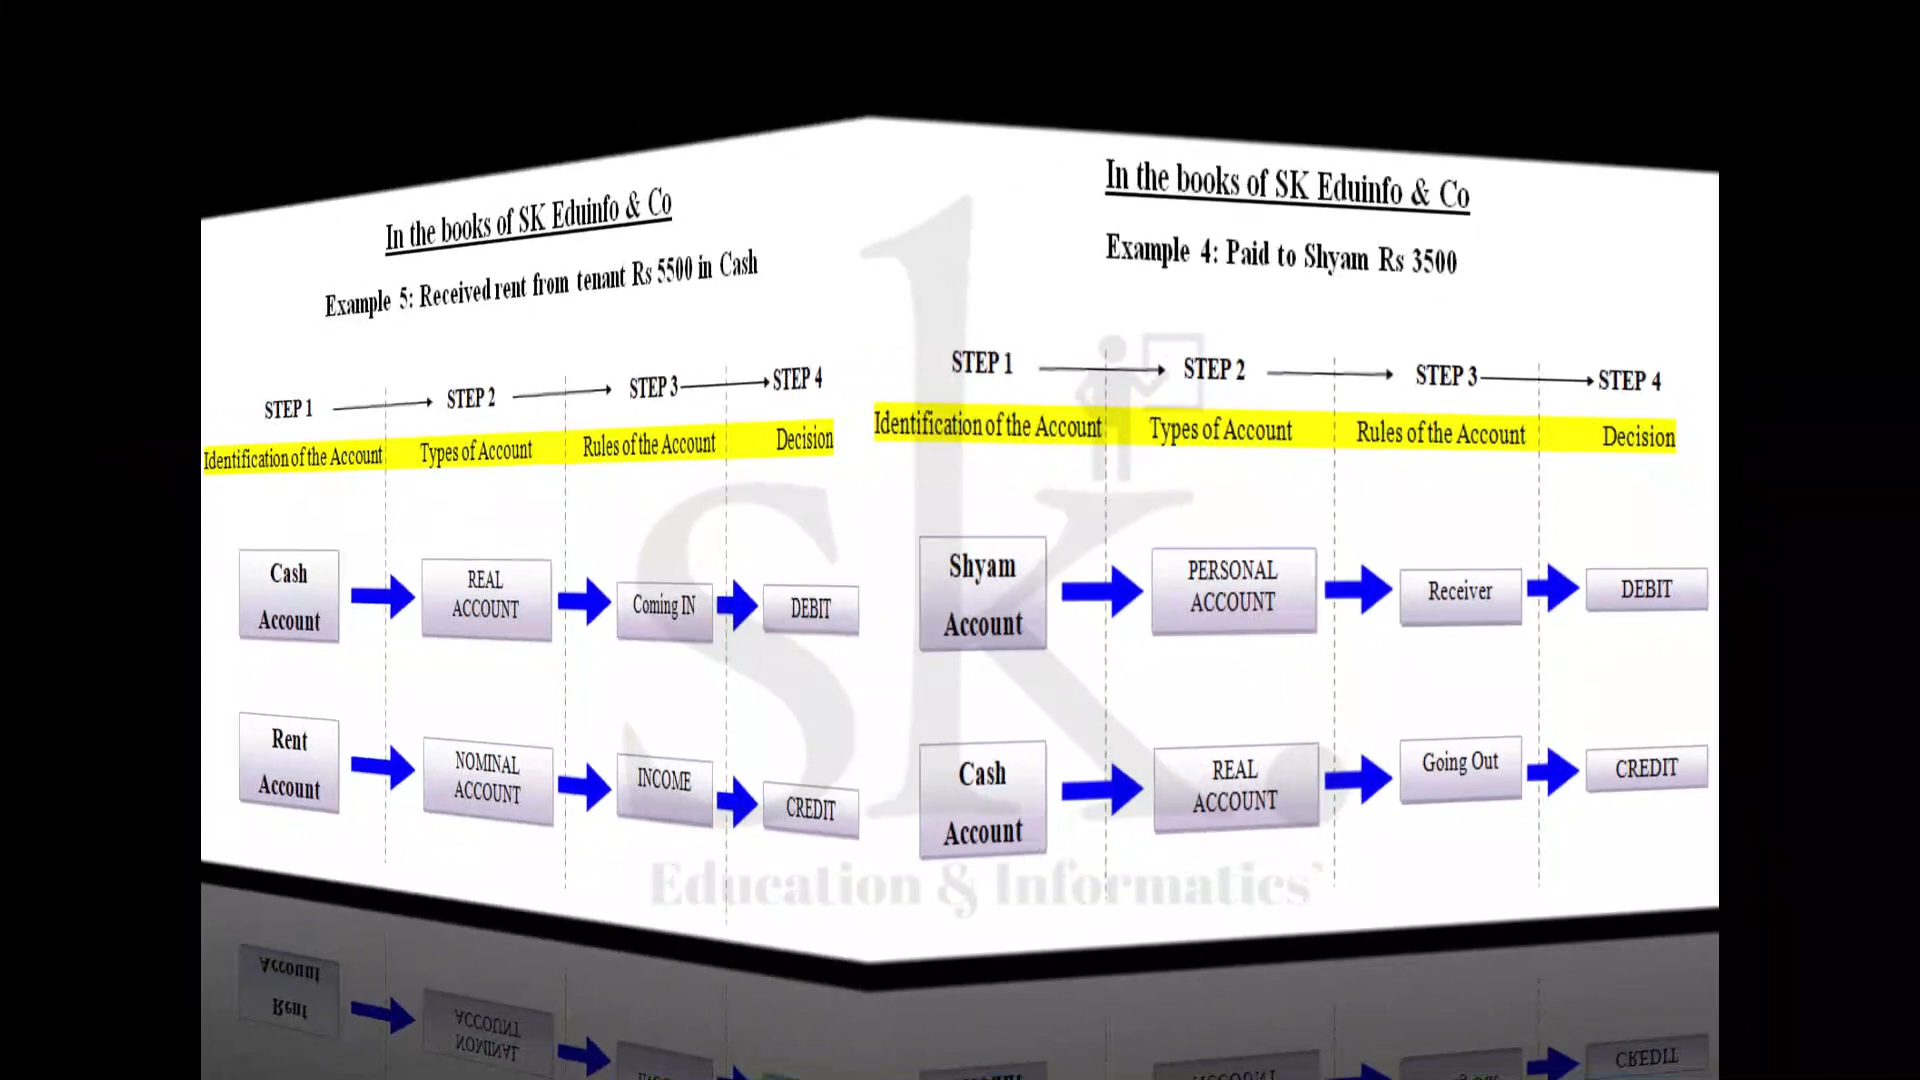 In the books of SK Eduinfo & Co
Example 5: Received rent from tenant Rs 5500 in Cash
STEP 1
STEP 2
STEP 3
STEP 4
Identification of the Account
Types of Account
Rules of the Account
Decision
Cash
Account
REAL
ACCOUNT
Coming IN
DEBIT
Rent
Account
NOMINAL
ACCOUNT
INCOME
CREDIT
In the books of SK Eduinfo & Co
Example 4: Paid to Shyam Rs 3500
STEP 1
STEP 2
STEP 3
STEP 4
Identification of the Account
Types of Account
Rules of the Account
Decision
Shyam
Account
PERSONAL
ACCOUNT
Receiver
DEBIT
Cash
Account
REAL
ACCOUNT
Going Out
CREDIT
sk.
Education & Informatics'